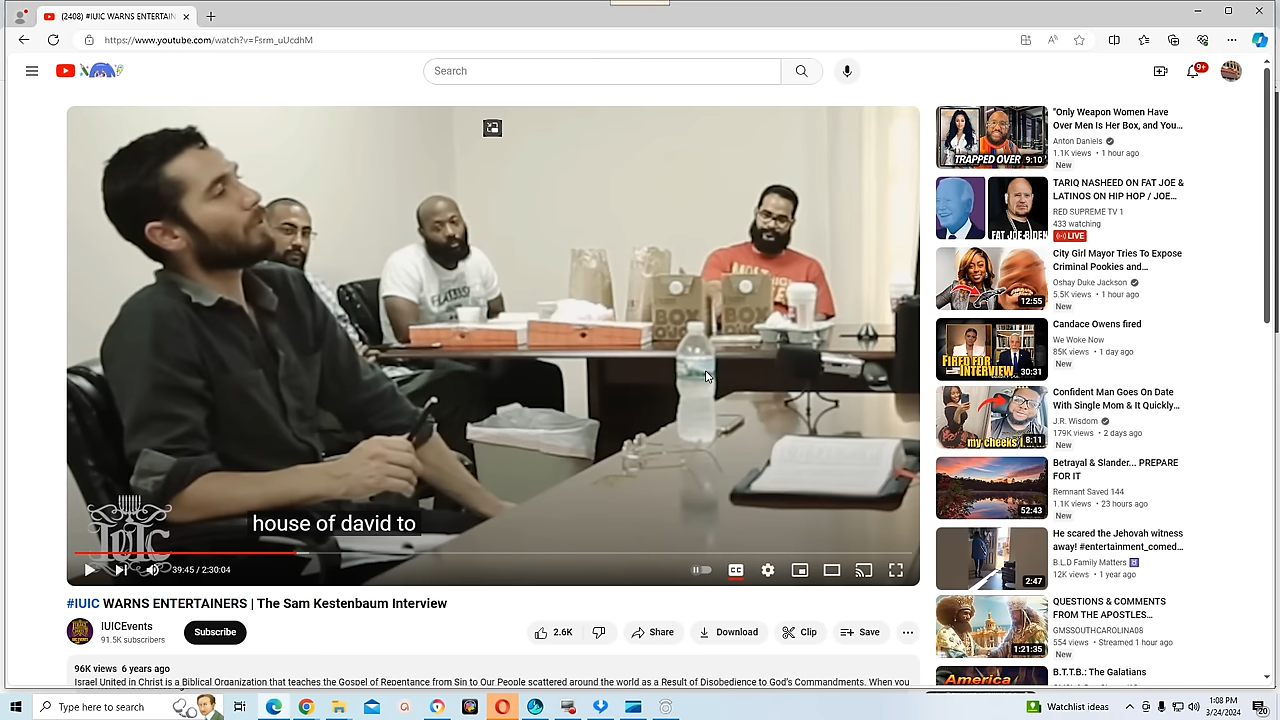 (2408) #IUIC WARNS ENTERTAIN
https://www.youtube.com/watch?v=Fsrm_uUcdhM
Search
9+
house of david to
IUIC
39:45 / 2:30:04
CC
#IUIC WARNS ENTERTAINERS | The Sam Kestenbaum Interview
IUICEvents
91.5K subscribers
Subscribe
2.6K
Share
Download
Clip
Save
96K views 6 years ago
Israel United in Christ is a Biblical Organization that teaches the Gospel of Repentance from Sin to Our People scattered around the world as a Result of Disobedience to God's Commandments. When you
"Only Weapon Women Have
Over Men Is Her Box, and You...
Anton Daniels
1.1K views • 1 hour ago
New
TRAPPED OVER
9:10
TARIQ NASHEED ON FAT JOE &
LATINOS ON HIP HOP / JOE...
RED SUPREME TV 1
433 watching
LIVE
FAT JOE BIDEN
City Girl Mayor Tries To Expose
Criminal Pookies and...
Oshay Duke Jackson
5.5K views • 1 hour ago
New
12:55
Candace Owens fired
We Woke Now
85K views • 1 day ago
New
FIRED FOR
INTERVIEW
30:31
Confident Man Goes On Date
With Single Mom & It Quickly...
J.R. Wisdom
179K views • 2 days ago
New
my cheeks
8:11
Betrayal & Slander... PREPARE
FOR IT
Remnant Saved 144
1.1K views • 23 hours ago
New
52:43
He scared the Jehovah witness
away! #entertainment_comed...
B.L.D Family Matters
12K views • 1 year ago
2:47
QUESTIONS & COMMENTS
FROM THE APOSTLES...
GMSSOUTHCAROLINA08
554 views • Streamed 1 hour ago
New
1:21:35
B.T.T.B.: The Galatians
America
Type here to search
Watchlist ideas
1:08 PM
3/24/2024
20